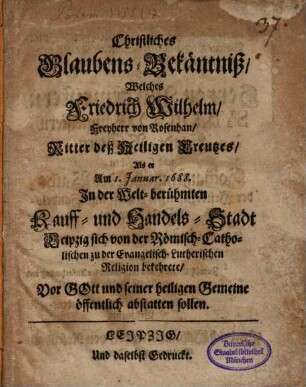 37.
Christliches
Glaubens-Bekäntniß/
Welches
Friedrich Wilhelm/
Freyherr von Rosenhan/
Ritter deß Heiligen Creutzes/
Als er
Am 1. Januar. 1688.
In der Welt-berühmten
Kauff- und Handels-Stadt
Leipzig sich von der Römisch-Catho-
lischen zu der Evangelisch-Lutherischen
Religion bekehrete/
Vor GOtt und seiner heiligen Gemeine
öffentlich abstatten sollen.
LEIPZIG/
Und daselbst Gedruckt.
Bayerische
Staatsbibliothek
München